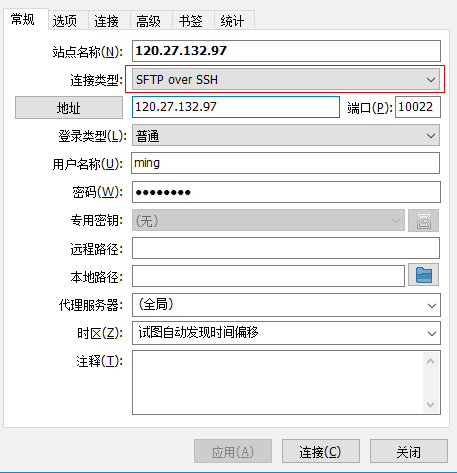 常规 选项 连接 高级 书签 统计
站点名称(N): 120.27.132.97
连接类型: SFTP over SSH
地址 120.27.132.97 端口(P): 10022
登录类型(L): 普通
用户名称(U): ming
密码(W): ●●●●●●●●
专用密钥: (无)
远程路径:
本地路径:
代理服务器: (全局)
时区(Z): 试图自动发现时间偏移
注释(T):
应用(A) 连接(C) 关闭